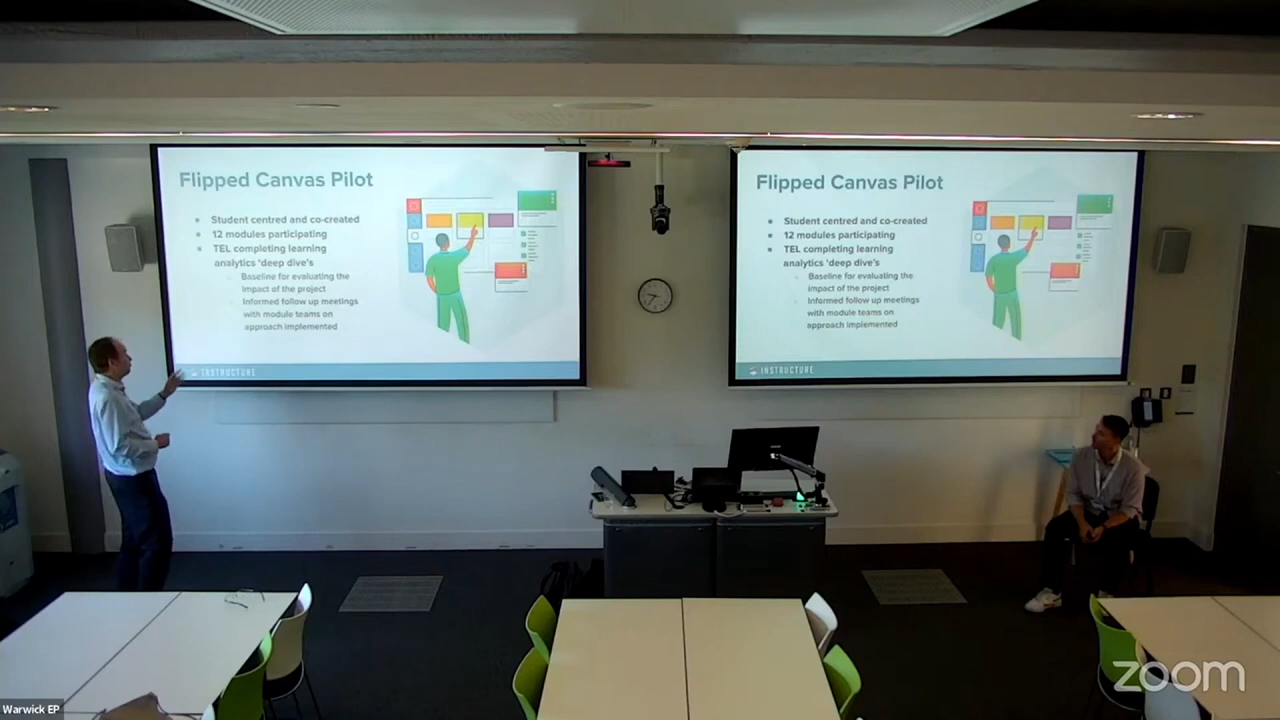 Flipped Canvas Pilot
Student centred and co-created
12 modules participating
TEL completing learning
analytics 'deep dive's
Baseline for evaluating the
Impact of the project
Informed follow up meetings
with module teams on
approach implemented
INSTRUCTURE
Flipped Canvas Pilot
Student centred and co-created
12 modules participating
TEL completing learning
analytics 'deep dive's
Baseline for evaluating the
impact of the project
Informed follow up meetings
with module teams on
approach implemented
INSTRUCTURE
Warwick EP
zoom